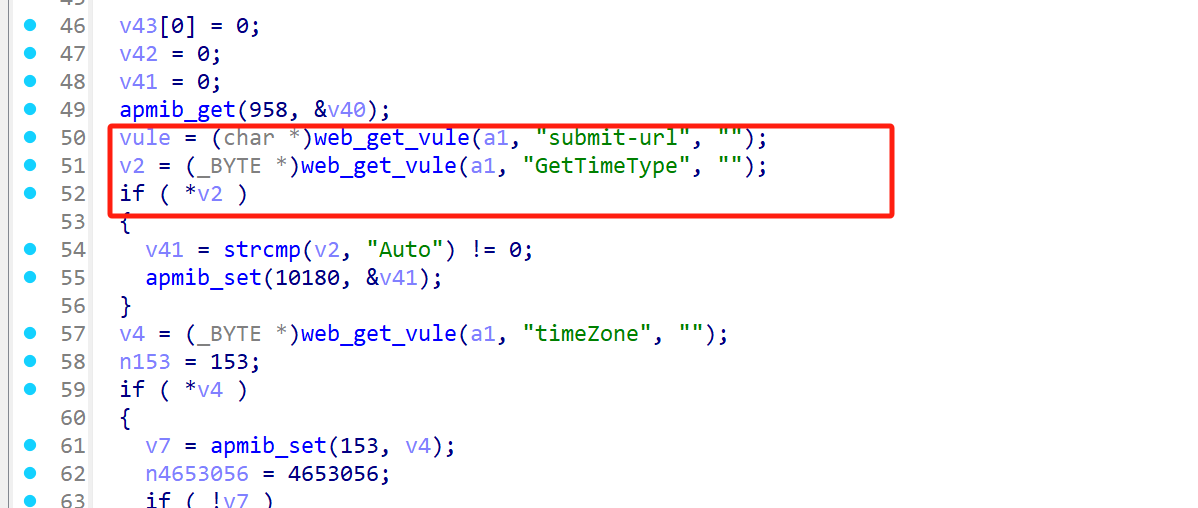 46 v43[0] = 0;
47 v42 = 0;
48 v41 = 0;
49 apmib_get(958, &v40);
50 vule = (char *)web_get_vule(a1, "submit-url", "");
51 v2 = (_BYTE *)web_get_vule(a1, "GetTimeType", "");
52 if ( *v2 )
53 {
54 v41 = strcmp(v2, "Auto") != 0;
55 apmib_set(10180, &v41);
56 }
57 v4 = (_BYTE *)web_get_vule(a1, "timeZone", "");
58 n153 = 153;
59 if ( *v4 )
60 {
61 v7 = apmib_set(153, v4);
62 n4653056 = 4653056;
63 if ( !v7 )